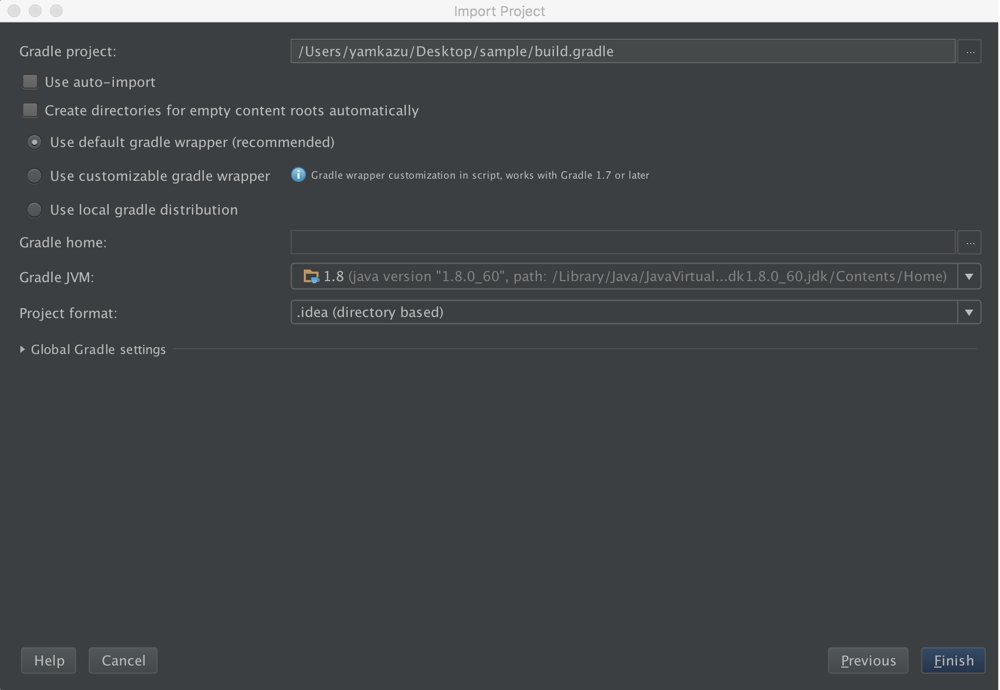 Import Project
Gradle project: /Users/yamkazu/Desktop/sample/build.gradle ...
Use auto-import
Create directories for empty content roots automatically
Use default gradle wrapper (recommended)
Use customizable gradle wrapper Gradle wrapper customization in script, works with Gradle 1.7 or later
Use local gradle distribution
Gradle home: ...
Gradle JVM: 1.8 (java version "1.8.0_60", path: /Library/Java/JavaVirtual...dk1.8.0_60.jdk/Contents/Home)
Project format: .idea (directory based)
Global Gradle settings
Help Cancel Previous Finish